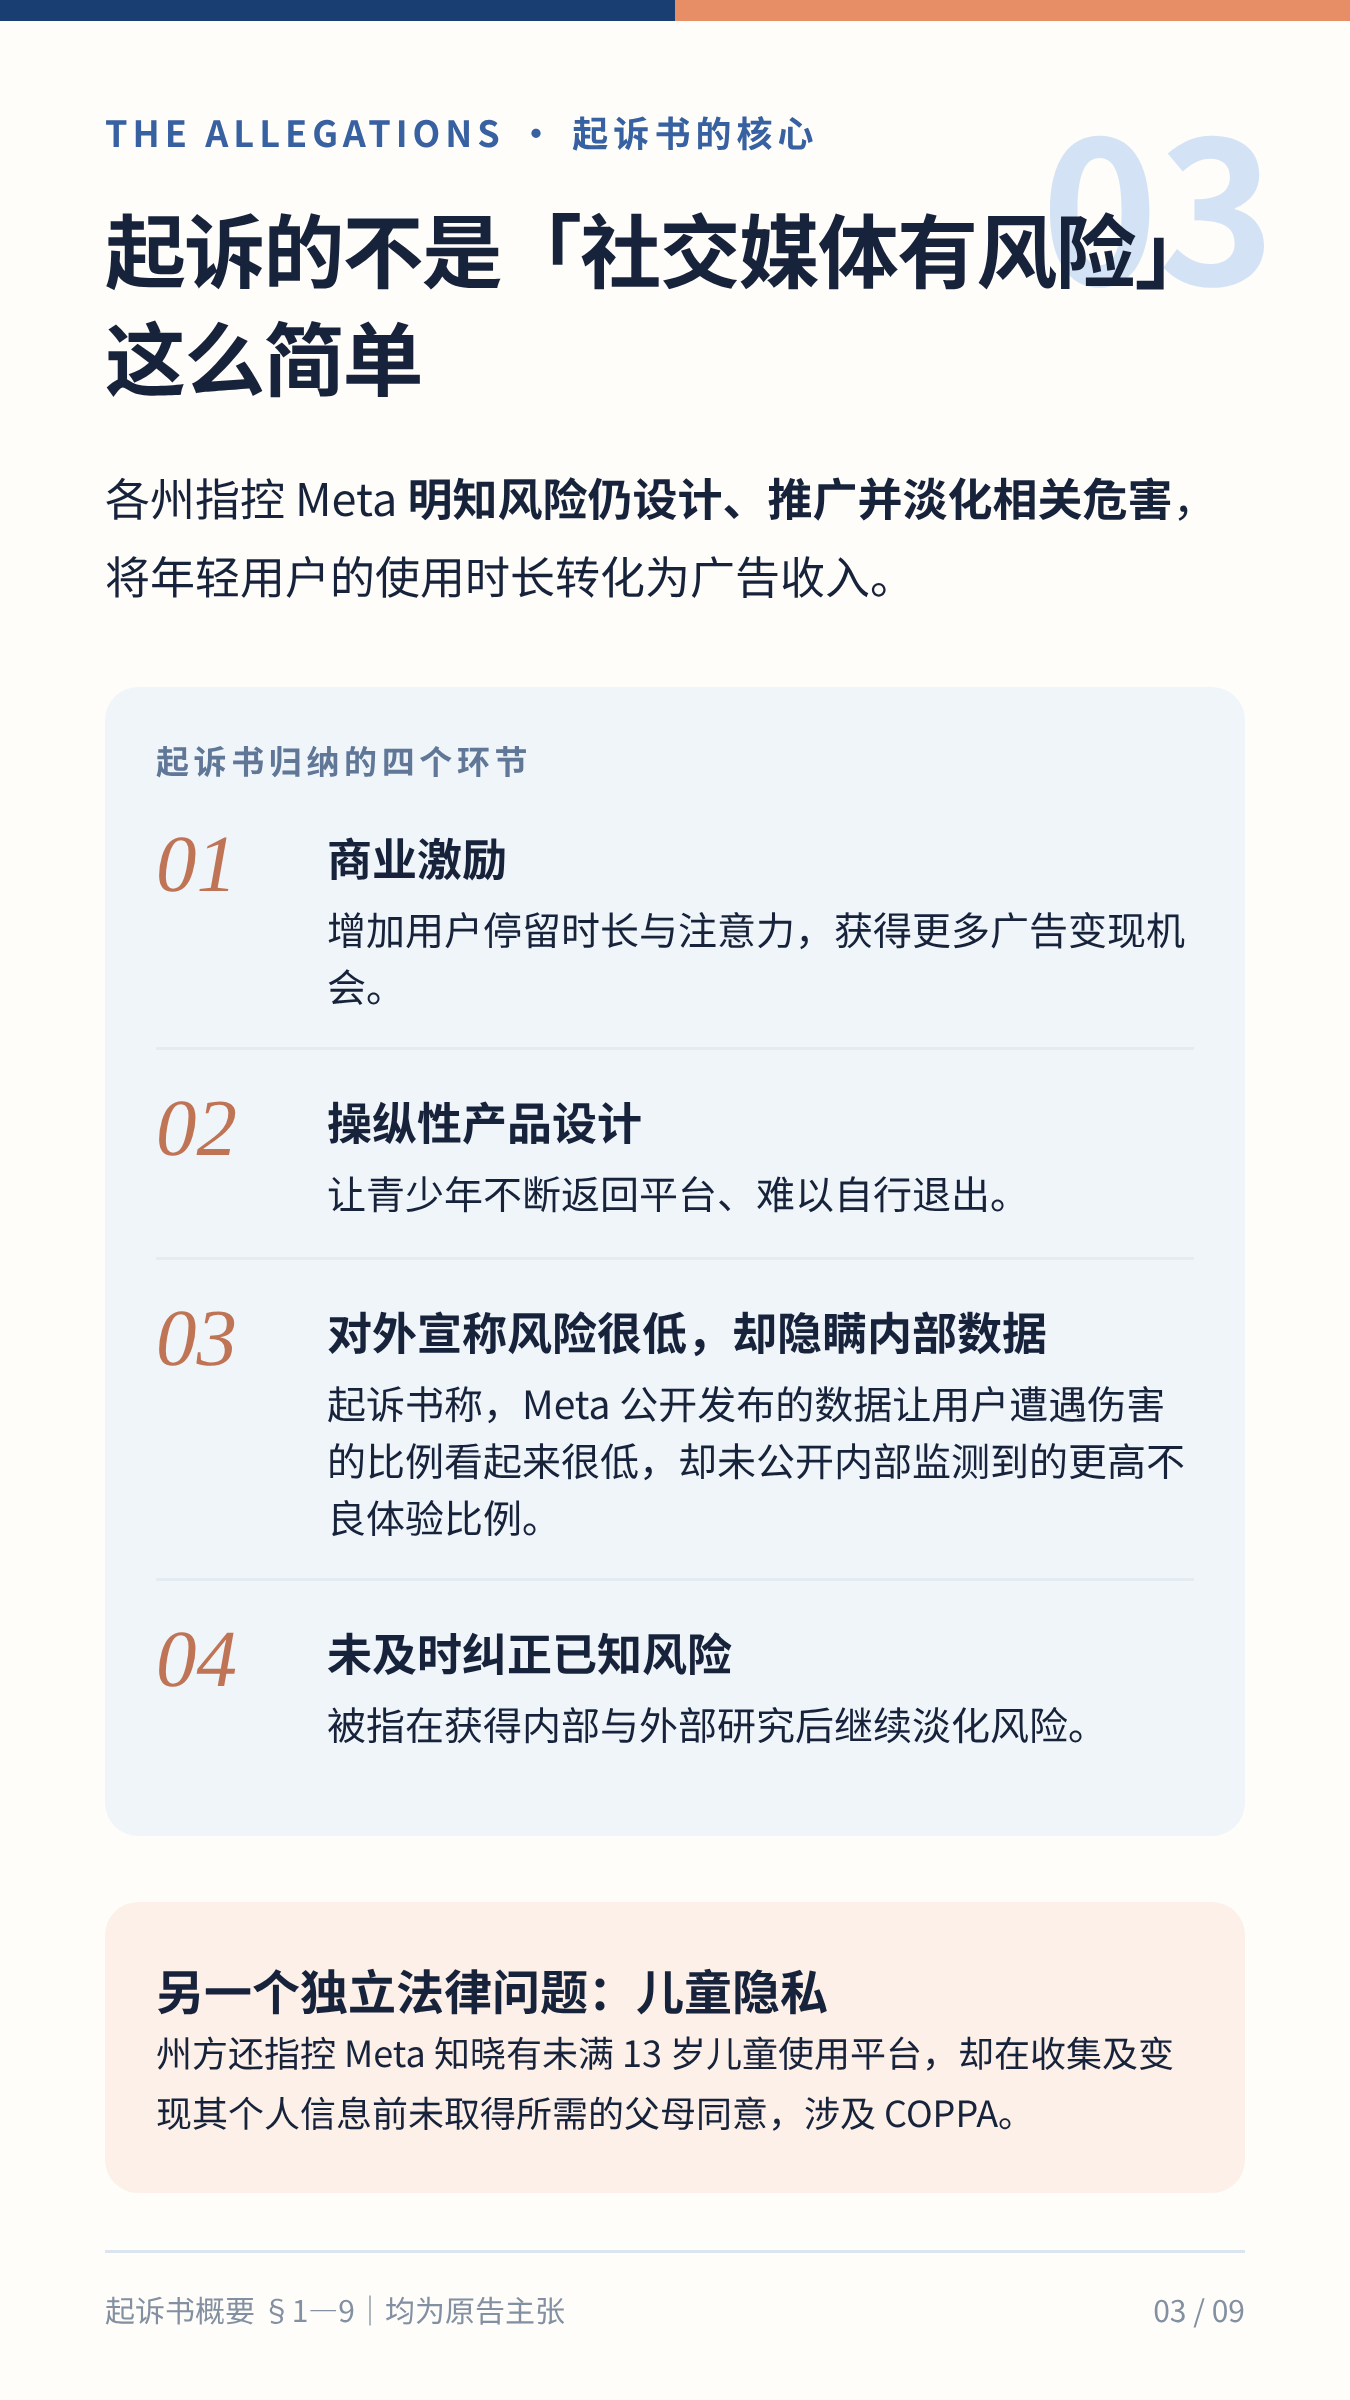 THE ALLEGATIONS · 起诉书的核心
03
起诉的不是「社交媒体有风险」
这么简单
各州指控 Meta 明知风险仍设计、推广并淡化相关危害，
将年轻用户的使用时长转化为广告收入。
起诉书归纳的四个环节
01
商业激励
增加用户停留时长与注意力，获得更多广告变现机
会。
02
操纵性产品设计
让青少年不断返回平台、难以自行退出。
03
对外宣称风险很低，却隐瞒内部数据
起诉书称，Meta 公开发布的数据让用户遭遇伤害
的比例看起来很低，却未公开内部监测到的更高不
良体验比例。
04
未及时纠正已知风险
被指在获得内部与外部研究后继续淡化风险。
另一个独立法律问题：儿童隐私
州方还指控 Meta 知晓有未满 13 岁儿童使用平台，却在收集及变
现其个人信息前未取得所需的父母同意，涉及 COPPA。
起诉书概要 §1—9｜均为原告主张
03 / 09